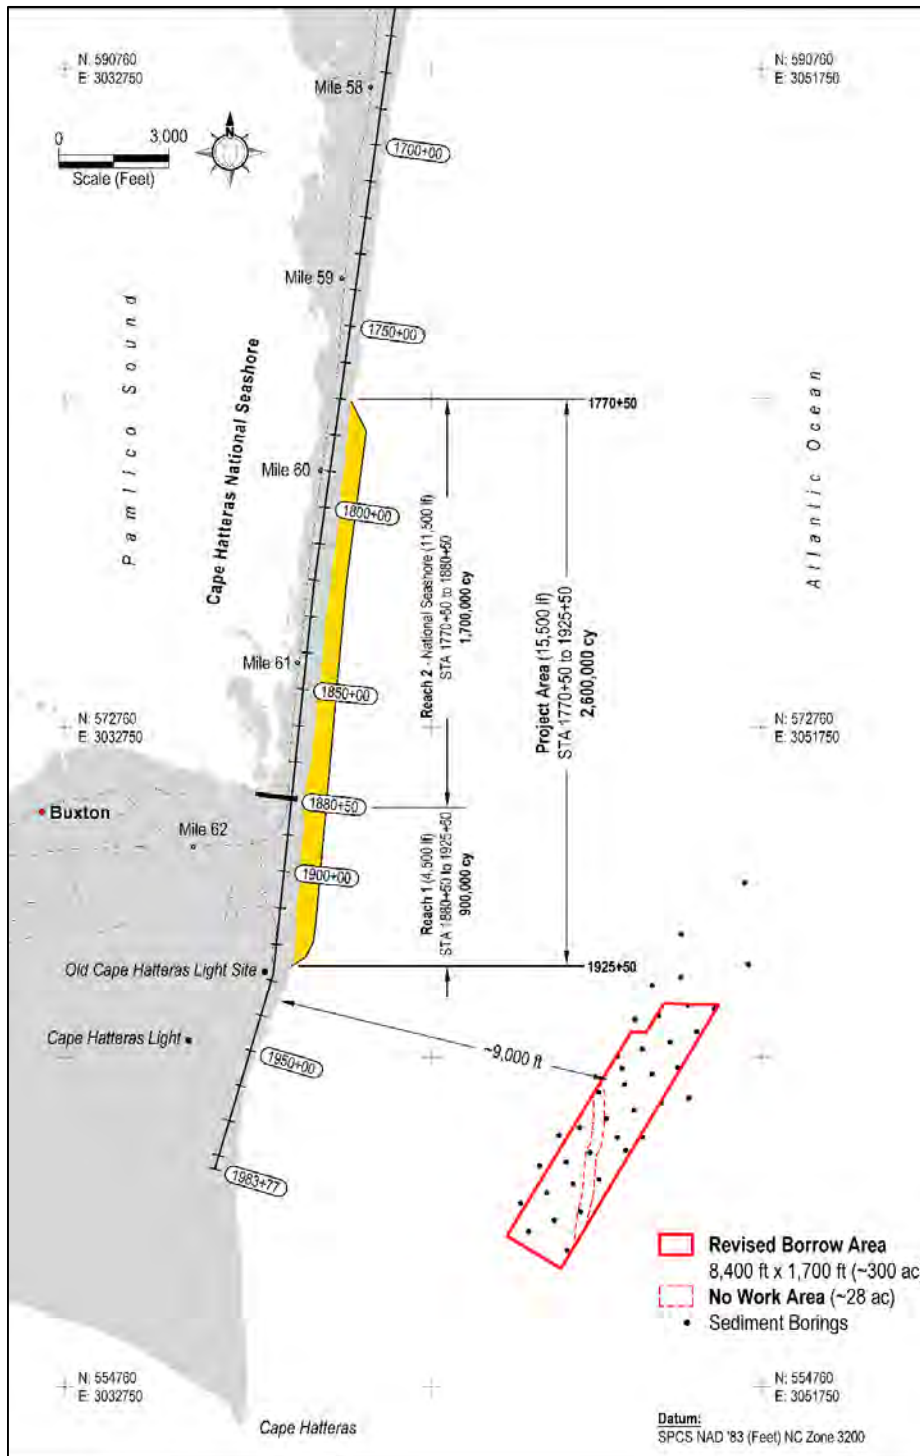 N: 590760
E: 3032750
N: 590760
E: 3051750
Mile 58
0 3,000
Scale (Feet)
N
1700+00
Mile 59
1750+00
Pamlico Sound
Cape Hatteras National Seashore
Atlantic Ocean
1770+50
Mile 60
1800+00
Reach 2 - National Seashore (11,500 lf)
STA 1770+50 to 1880+50
1,700,000 cy
Project Area (15,500 lf)
STA 1770+50 to 1925+50
2,600,000 cy
Mile 61
1850+00
N: 572760
E: 3032750
N: 572760
E: 3051750
Buxton
1880+50
Mile 62
1900+00
Reach 1 (4,500 lf)
STA 1880+50 to 1925+50
900,000 cy
Old Cape Hatteras Light Site
1925+50
Cape Hatteras Light
1950+00
~9,000 ft
1983+77
Revised Borrow Area
8,400 ft x 1,700 ft (~300 ac
No Work Area (~28 ac)
Sediment Borings
N: 554760
E: 3032750
N: 554760
E: 3051750
Cape Hatteras
Datum:
SPCS NAD '83 (Feet) NC Zone 3200